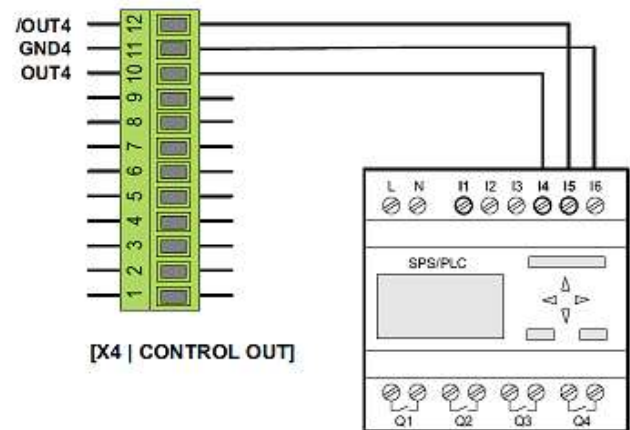 /OUT4
GND4
OUT4
12
11
10
9
8
7
6
5
4
3
2
1
[X4 | CONTROL OUT]
L N I1 I2 I3 I4 I5 I6
SPS/PLC
Q1 Q2 Q3 Q4